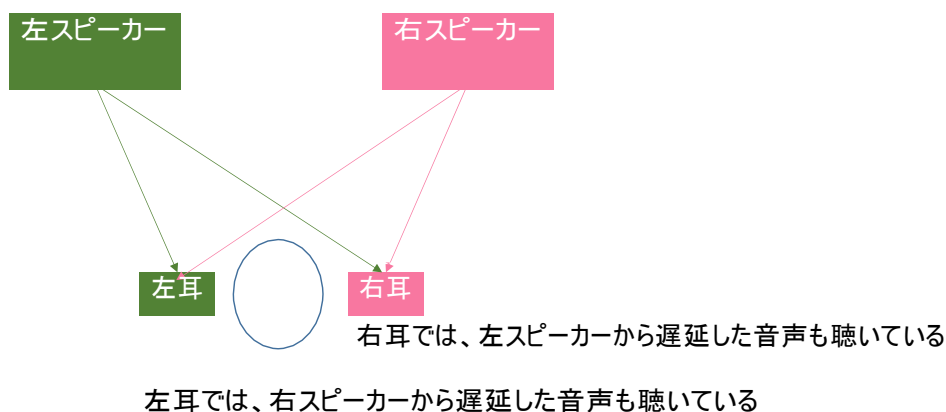 左スピーカー
右スピーカー
左耳
右耳
右耳では、左スピーカーから遅延した音声も聴いている
左耳では、右スピーカーから遅延した音声も聴いている